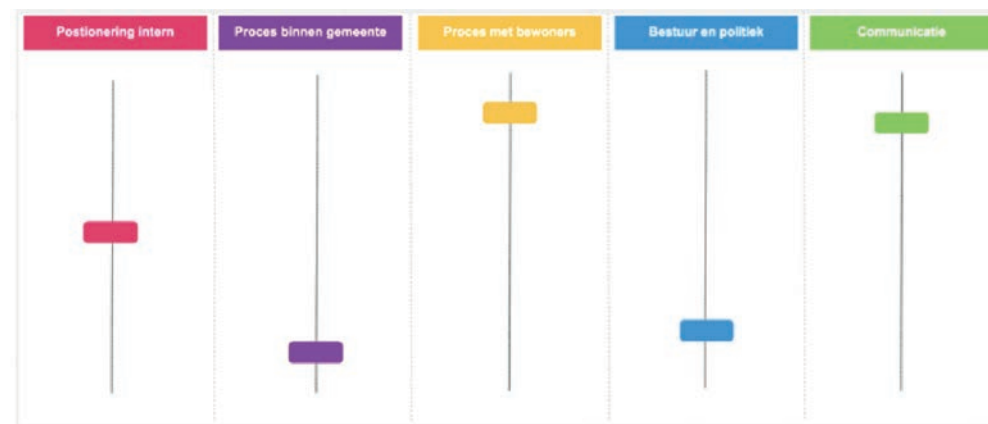 Postionering intern
Proces binnen gemeente
Proces met bewoners
Bestuur en politiek
Communicatie